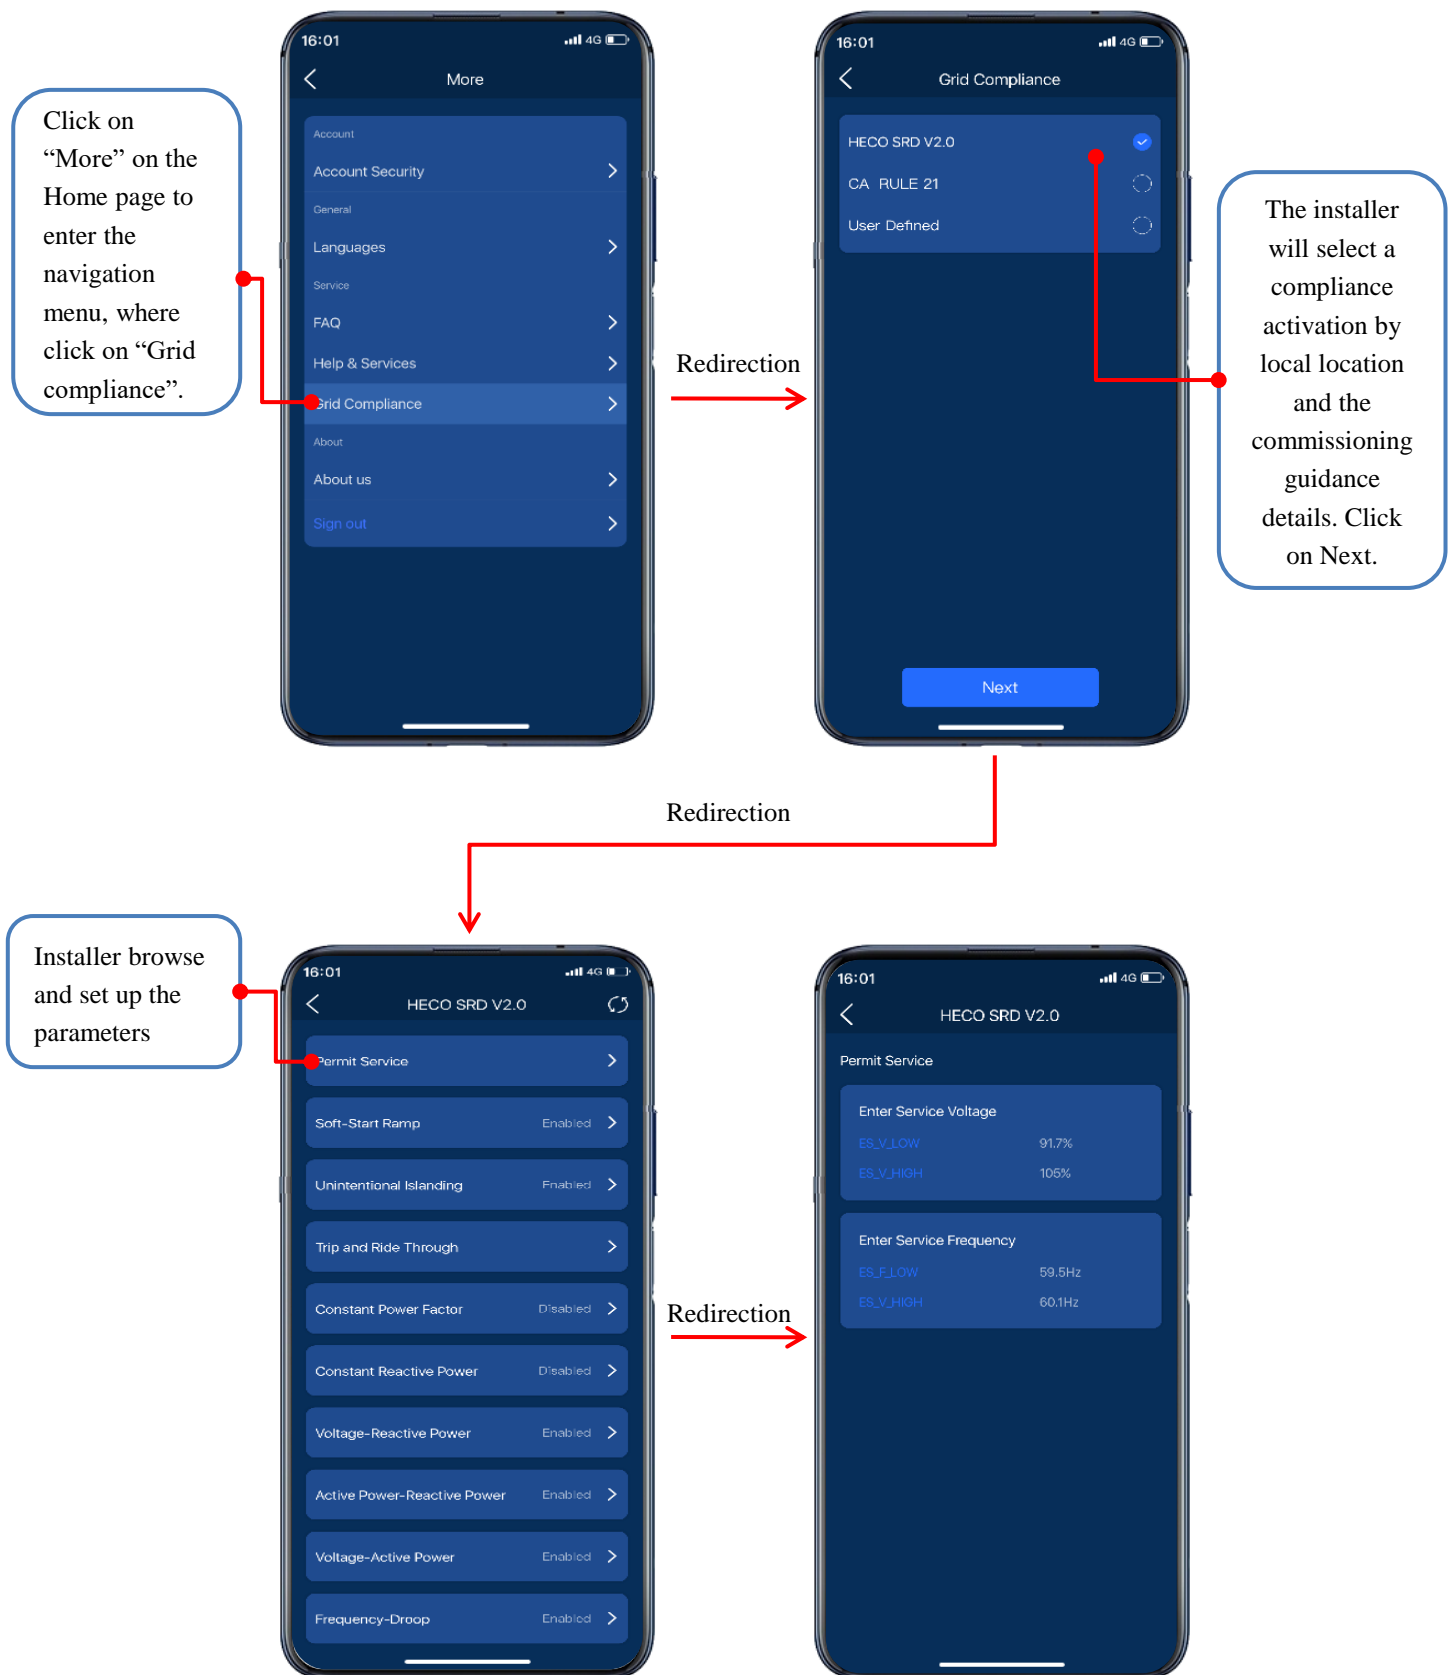 Click on
“More” on the
Home page to
enter the
navigation
menu, where
click on “Grid
compliance”.
16:01
4G
More
Account
Account Security
General
Languages
Service
FAQ
Help & Services
Grid Compliance
About
About us
Sign out
Redirection
16:01
4G
Grid Compliance
HECO SRD V2.0
CA RULE 21
User Defined
Next
The installer
will select a
compliance
activation by
local location
and the
commissioning
guidance
details. Click
on Next.
Redirection
Installer browse
and set up the
parameters
16:01
4G
HECO SRD V2.0
Permit Service
Soft-Start Ramp Enabled
Unintentional Islanding Enabled
Trip and Ride Through
Constant Power Factor Disabled
Constant Reactive Power Disabled
Voltage-Reactive Power Enabled
Active Power-Reactive Power Enabled
Voltage-Active Power Enabled
Frequency-Droop Enabled
Redirection
16:01
4G
HECO SRD V2.0
Permit Service
Enter Service Voltage
ES_V_LOW 91.7%
ES_V_HIGH 105%
Enter Service Frequency
ES_F_LOW 59.5Hz
ES_V_HIGH 60.1Hz